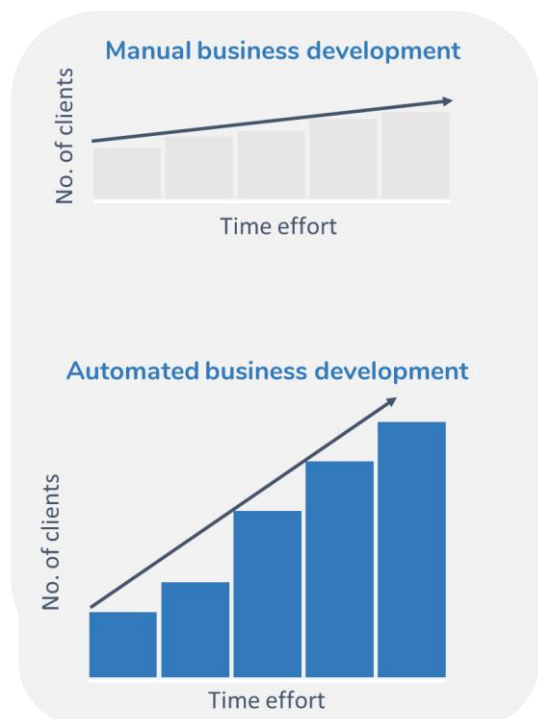 Manual business development
No. of clients
Time effort
Automated business development
No. of clients
Time effort